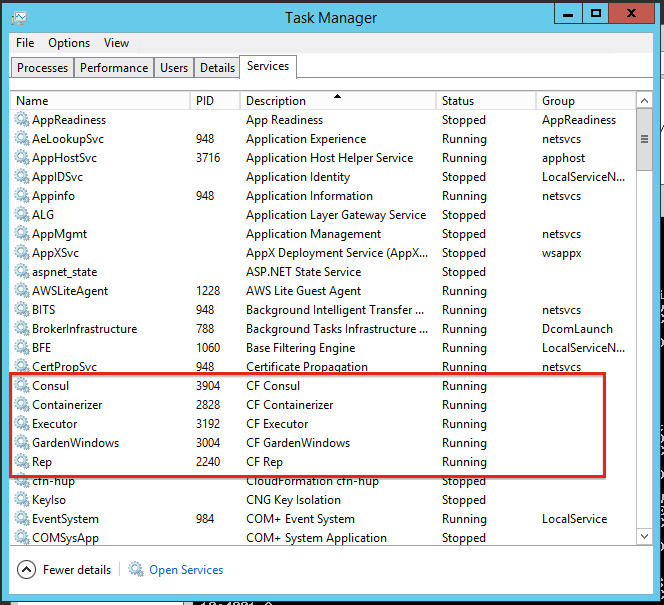 Task Manager
File Options View
Processes Performance Users Details Services
Name PID Description Status Group
AppReadiness App Readiness Stopped AppReadiness
AeLookupSvc 948 Application Experience Running netsvcs
AppHostSvc 3716 Application Host Helper Service Running apphost
AppIDSvc Application Identity Stopped LocalServiceN...
Appinfo 948 Application Information Running netsvcs
ALG Application Layer Gateway Service Stopped
AppMgmt Application Management Stopped netsvcs
AppXSvc AppX Deployment Service (AppX... Stopped wsappx
aspnet_state ASP.NET State Service Stopped
AWSLiteAgent 1228 AWS Lite Guest Agent Running
BITS 948 Background Intelligent Transfer ... Running netsvcs
BrokerInfrastructure 788 Background Tasks Infrastructure ... Running DcomLaunch
BFE 1060 Base Filtering Engine Running LocalServiceN...
CertPropSvc 948 Certificate Propagation Running netsvcs
Consul 3904 CF Consul Running
Containerizer 2828 CF Containerizer Running
Executor 3192 CF Executor Running
GardenWindows 3004 CF GardenWindows Running
Rep 2240 CF Rep Running
cfn-hup CloudFormation cfn-hup Stopped
KeyIso CNG Key Isolation Stopped
EventSystem 984 COM+ Event System Running LocalService
COMSysApp COM+ System Application Stopped
Fewer details Open Services